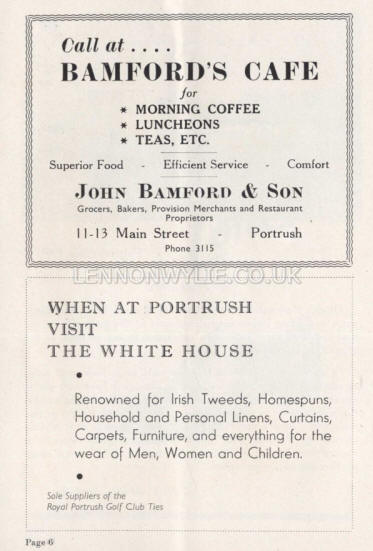 Call at ....
BAMFORD'S CAFE
for
* MORNING COFFEE
* LUNCHEONS
* TEAS, ETC.
Superior Food - Efficient Service - Comfort
JOHN BAMFORD & SON
Grocers, Bakers, Provision Merchants and Restaurant
Proprietors
11-13 Main Street - Portrush
Phone 3115
LENNONWYLIE.CO.UK
WHEN AT PORTRUSH
VISIT
THE WHITE HOUSE
•
Renowned for Irish Tweeds, Homespuns,
Household and Personal Linens, Curtains,
Carpets, Furniture, and everything for the
wear of Men, Women and Children.
•
Sole Suppliers of the
Royal Portrush Golf Club Ties
Page 6